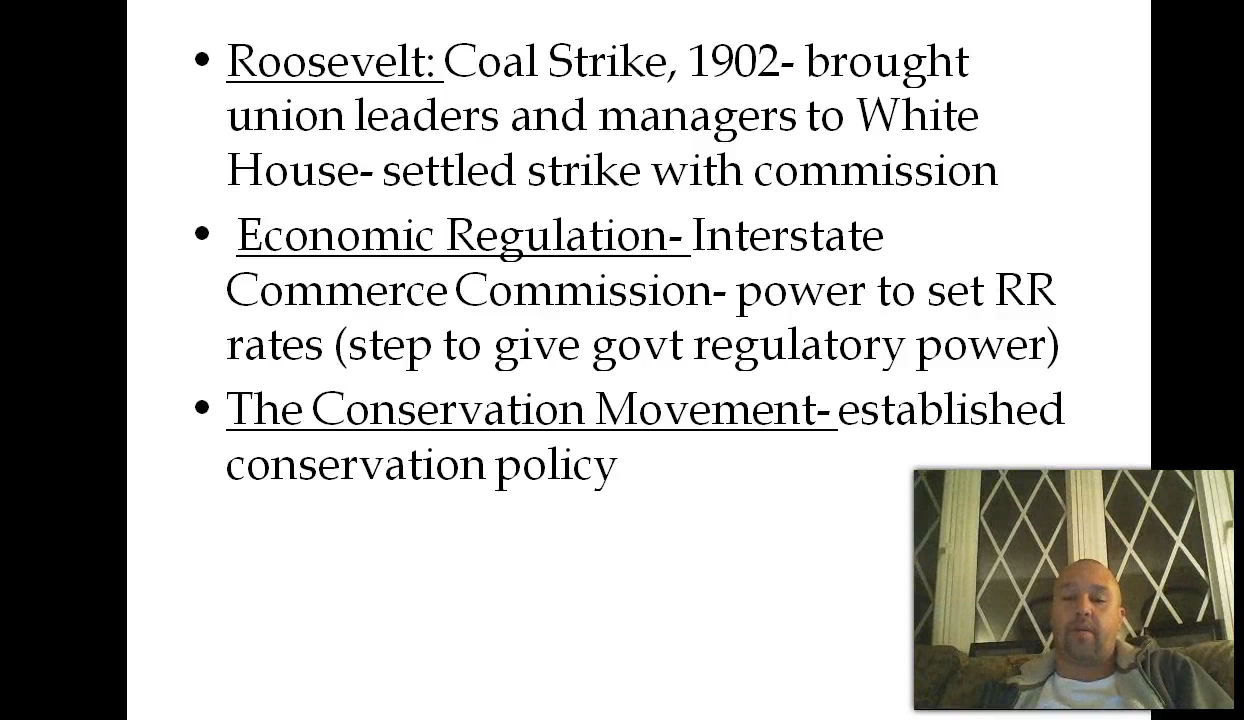 • Roosevelt: Coal Strike, 1902- brought
union leaders and managers to White
House- settled strike with commission
• Economic Regulation- Interstate
Commerce Commission- power to set RR
rates (step to give govt regulatory power)
• The Conservation Movement- established
conservation policy